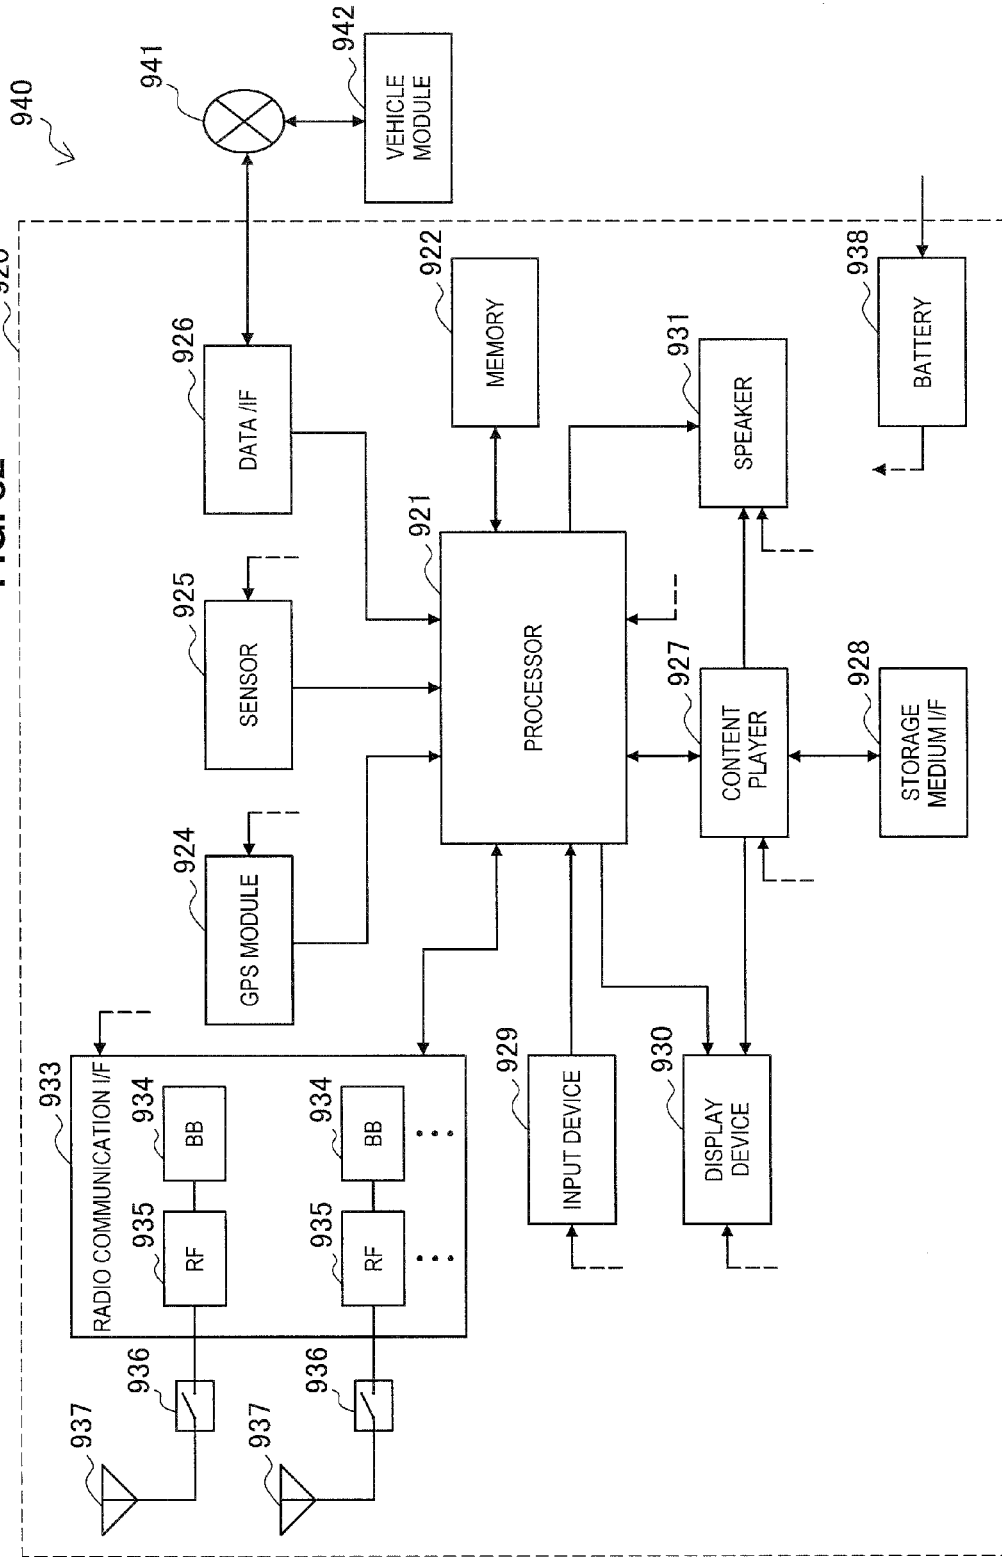 940
941
942
VEHICLE
MODULE
926
DATA /IF
922
MEMORY
938
BATTERY
931
SPEAKER
925
SENSOR
921
PROCESSOR
927
CONTENT
PLAYER
928
STORAGE
MEDIUM I/F
924
GPS MODULE
933
RADIO COMMUNICATION I/F
934
BB
934
BB
935
RF
935
RF
929
INPUT DEVICE
930
DISPLAY
DEVICE
936
936
937
937